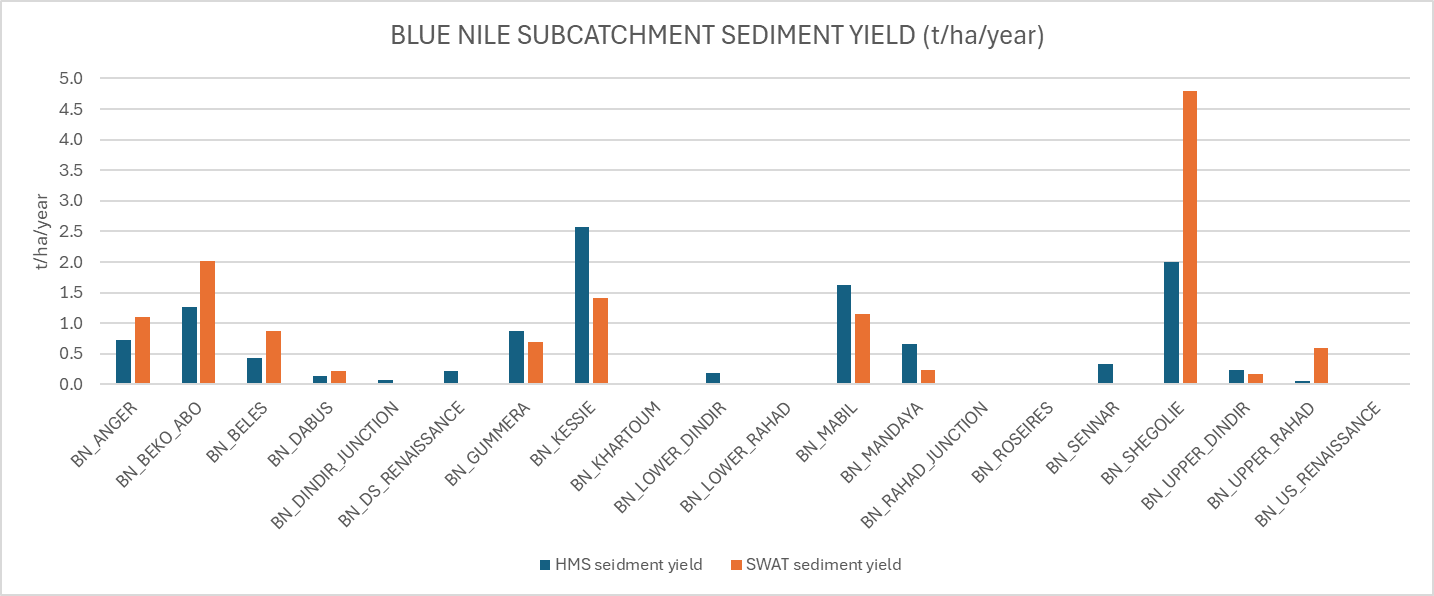 BLUE NILE SUBCATCHMENT SEDIMENT YIELD (t/ha/year)
5.0
4.5
4.0
3.5
3.0
2.5
2.0
1.5
1.0
0.5
0.0
t/ha/year
BN_ANGER
BN_BEKO_ABO
BN_BELES
BN_DABUS
BN_DINDIR_JUNCTION
BN_DS_RENAISSANCE
BN_GUMMERA
BN_KESSIE
BN_KHARTOUM
BN_LOWER_DINDIR
BN_LOWER_RAHAD
BN_MABIL
BN_MANDAYA
BN_RAHAD_JUNCTION
BN_ROSEIRES
BN_SENNAR
BN_SHEGOLIE
BN_UPPER_DINDIR
BN_UPPER_RAHAD
BN_US_RENAISSANCE
HMS seidment yield
SWAT sediment yield